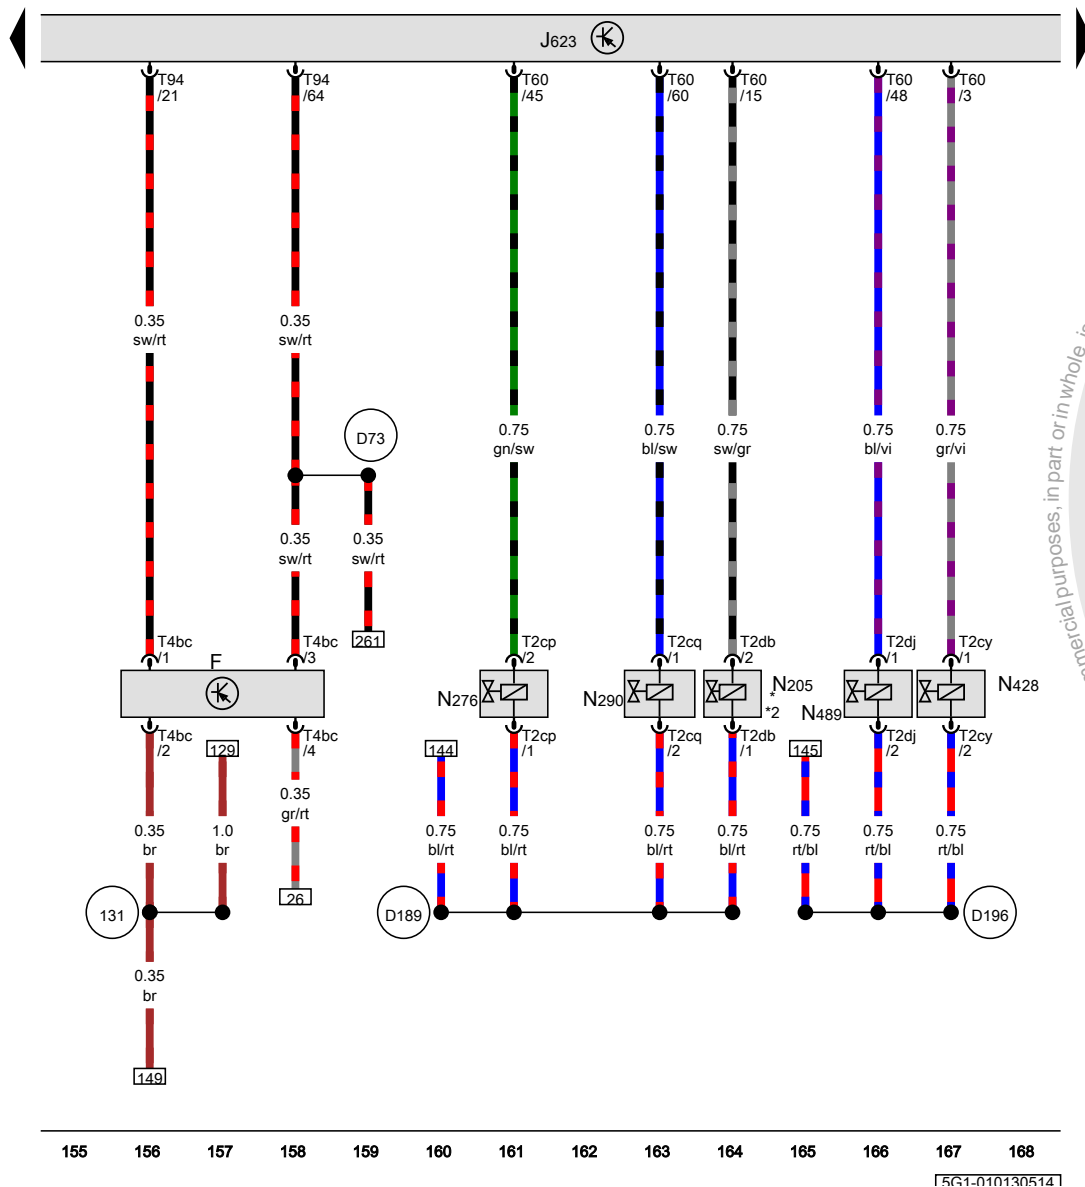 J623
T94
/21
T94
/64
T60
/45
T60
/60
T60
/15
T60
/48
T60
/3
0.35
sw/rt
0.35
sw/rt
D73
0.75
gn/sw
0.75
bl/sw
0.75
sw/gr
0.75
bl/vi
0.75
gr/vi
0.35
sw/rt
0.35
sw/rt
261
T4bc
/1
F
T4bc
/3
T2cp
/2
T2cq
/1
T2db
/2
T2dj
/1
T2cy
/1
N276
N290
N205
*
*2
N489
N428
T4bc
/2
129
T4bc
/4
144
T2cp
/1
T2cq
/2
T2db
/1
145
T2dj
/2
T2cy
/2
0.35
gr/rt
0.35
br
1.0
br
0.75
bl/rt
0.75
bl/rt
0.75
bl/rt
0.75
bl/rt
0.75
rt/bl
0.75
rt/bl
0.75
rt/bl
26
131
D189
D196
0.35
br
149
155 156 157 158 159 160 161 162 163 164 165 166 167 168
5G1-010130514
mercial purposes, in part or in whole, is